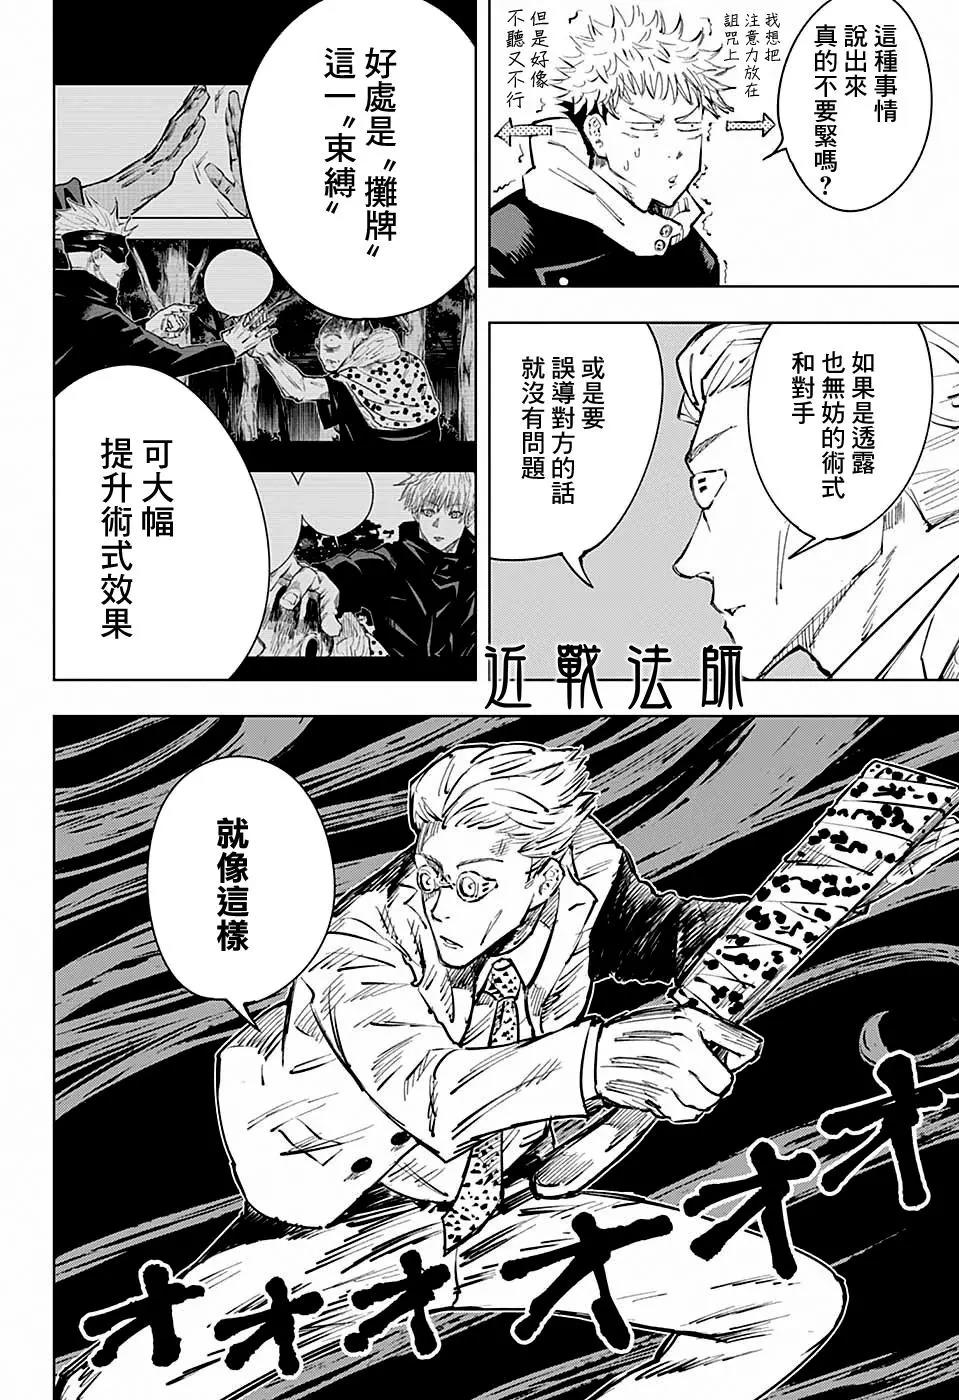 這種事情
說出來
真的不要緊嗎？
我想把
注意力放在
詛咒上
但是好像
不聽又不行
如果是透露
也無妨的術式
和對手
或是要
誤導對方的話
就沒有問題
好處是〝攤牌〞
這一〝束縛〞
可大幅
提升術式效果
近戰法師
就像這樣
オオオオオオオ